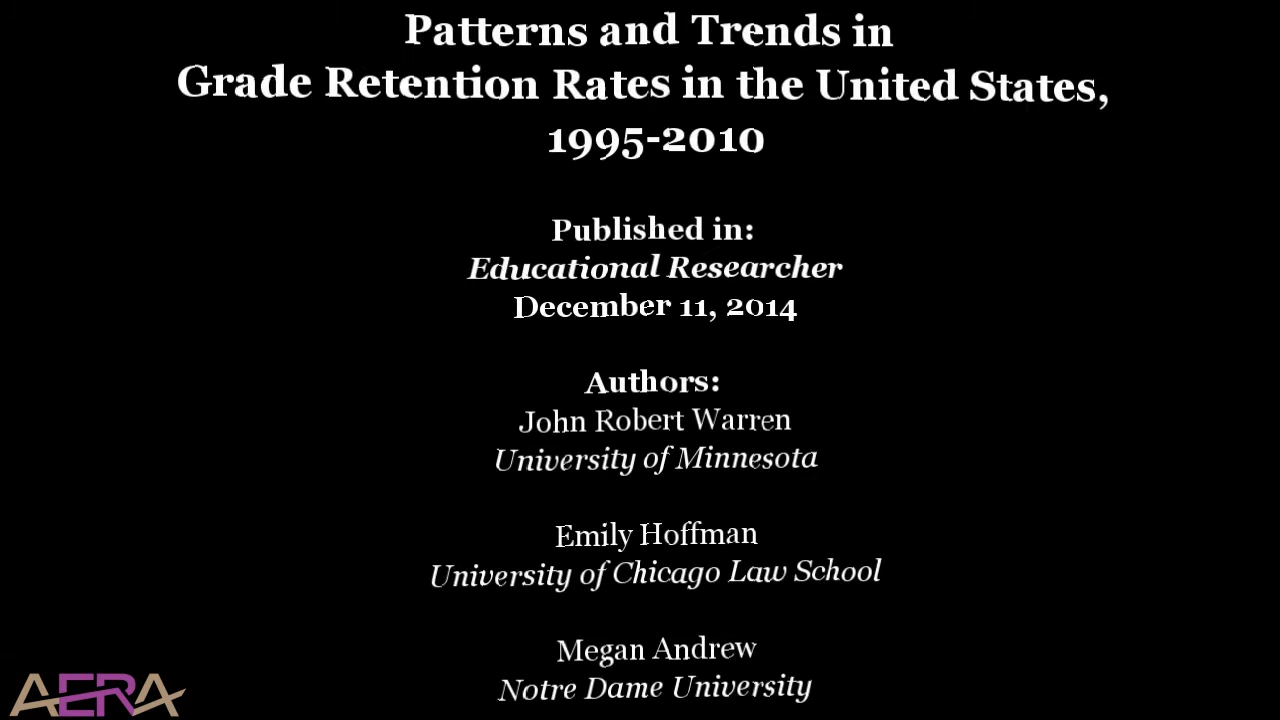 Patterns and Trends in
Grade Retention Rates in the United States,
1995-2010
Published in:
Educational Researcher
December 11, 2014
Authors:
John Robert Warren
University of Minnesota
Emily Hoffman
University of Chicago Law School
Megan Andrew
Notre Dame University
AERA